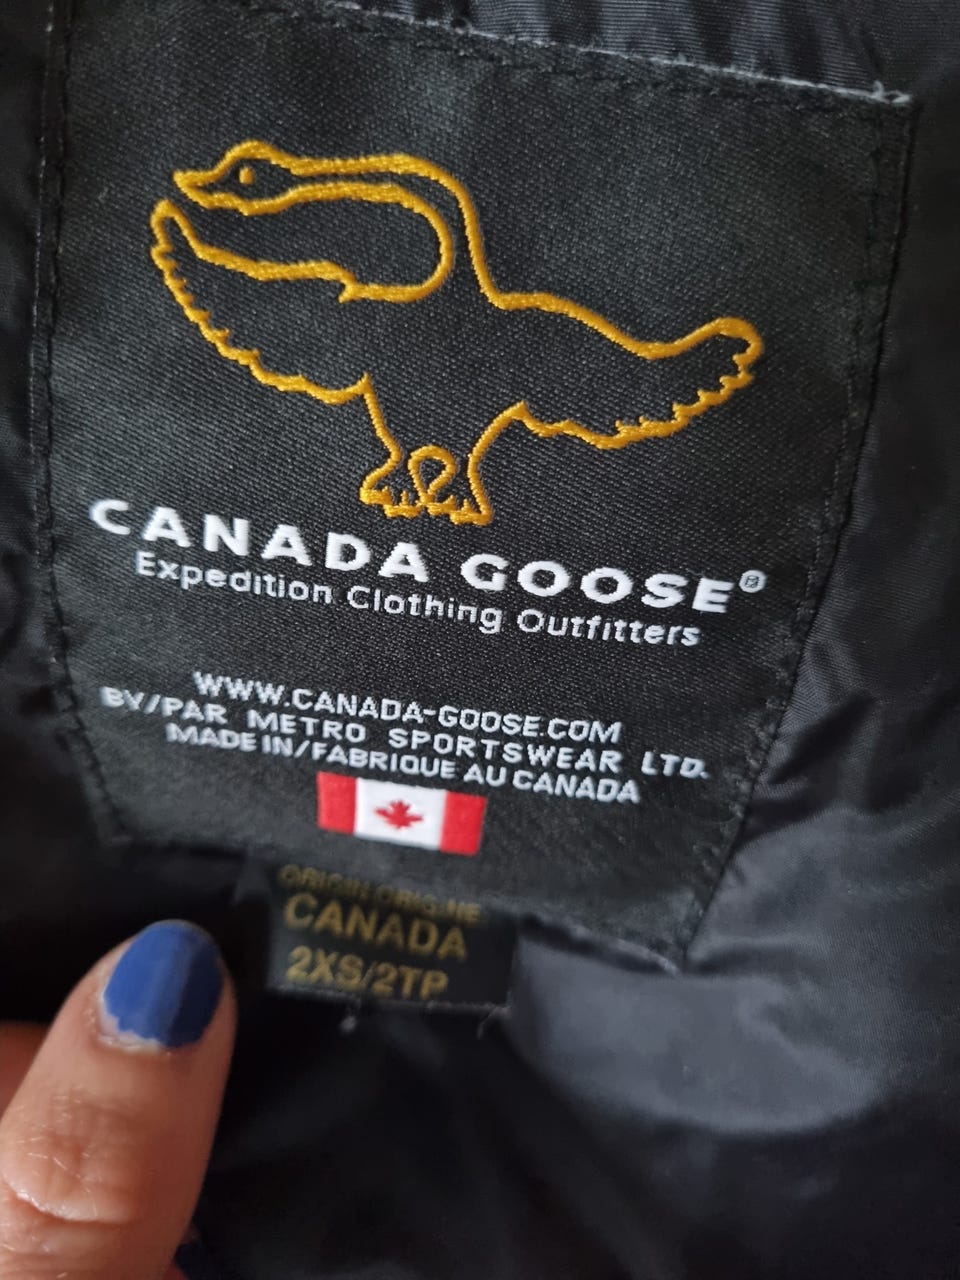 CANADA GOOSE®
Expedition Clothing Outfitters
WWW.CANADA-GOOSE.COM
BY/PAR METRO SPORTSWEAR LTD.
MADE IN/FABRIQUE AU CANADA
ORIGIN/ORIGINE
CANADA
2XS/2TP